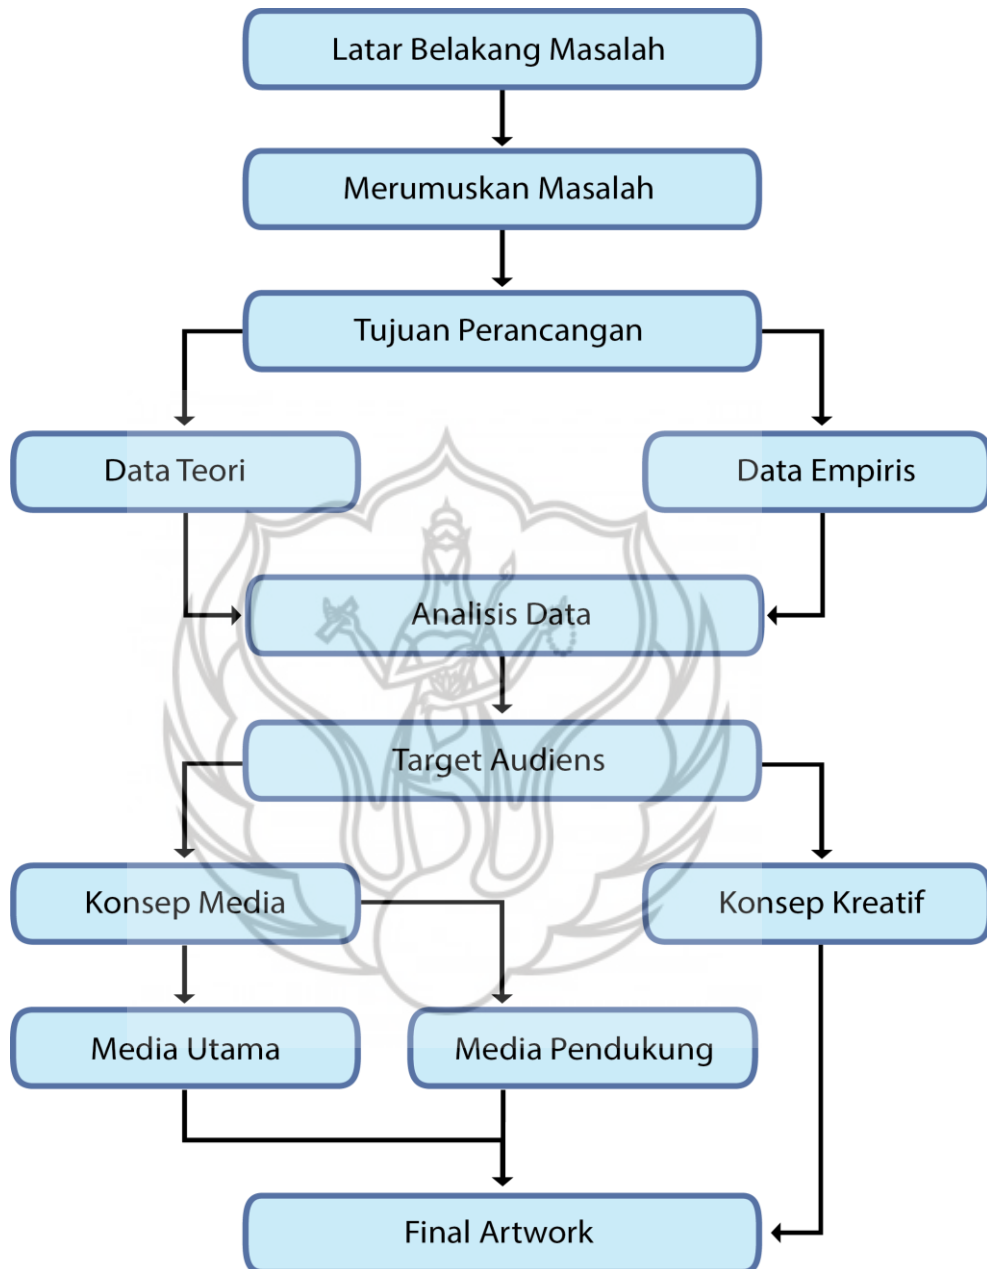 Latar Belakang Masalah
Merumuskan Masalah
Tujuan Perancangan
Data Teori
Data Empiris
Analisis Data
Target Audiens
Konsep Media
Konsep Kreatif
Media Utama
Media Pendukung
Final Artwork